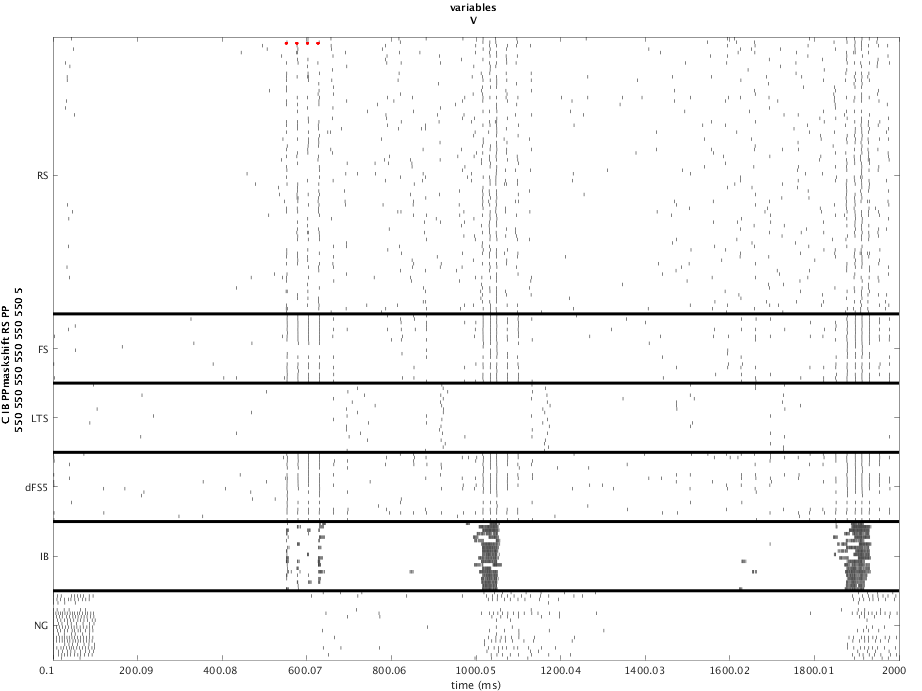 variables
V
RS
FS
LTS
dFS5
IB
NG
C IB PPmaskshift RS PP
550 550 550 550 550 550 5
0.1 200.09 400.08 600.07 800.06 1000.05 1200.04 1400.03 1600.02 1800.01 2000
time (ms)